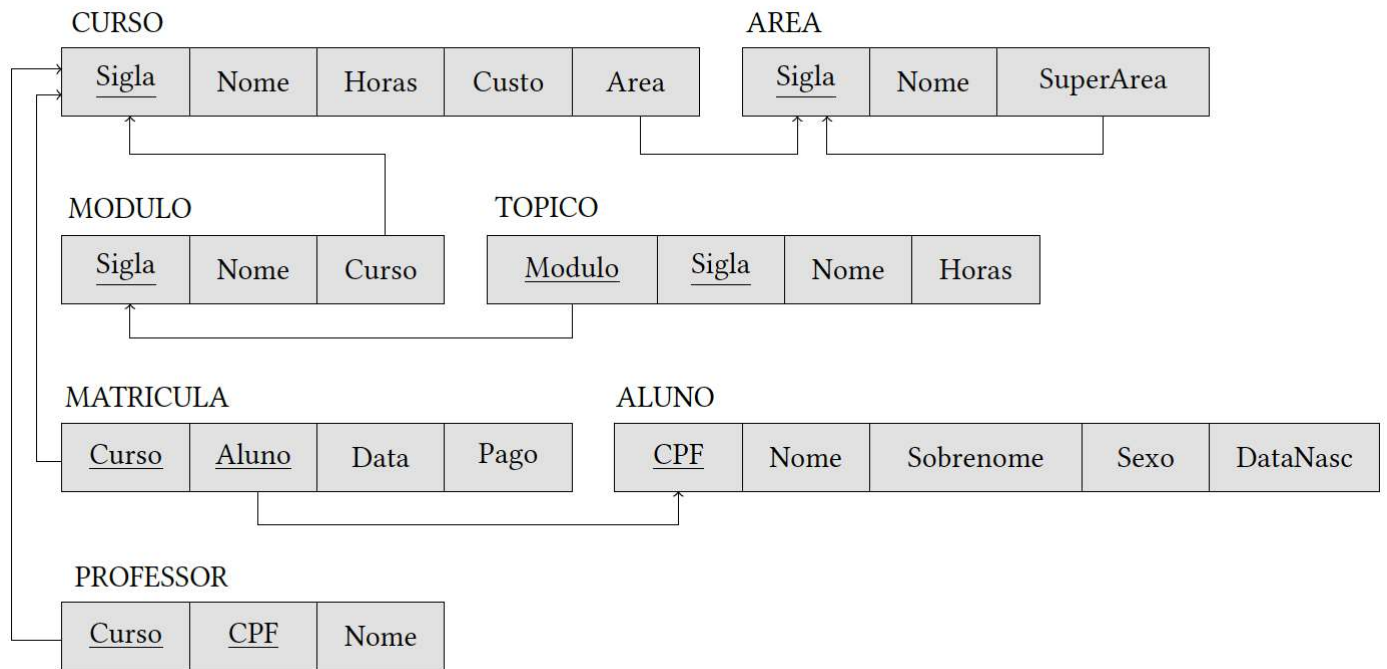 CURSO AREA
Sigla Nome Horas Custo Area Sigla Nome SuperArea
MODULO TOPICO
Sigla Nome Curso Modulo Sigla Nome Horas
MATRICULA ALUNO
Curso Aluno Data Pago CPF Nome Sobrenome Sexo DataNasc
PROFESSOR
Curso CPF Nome